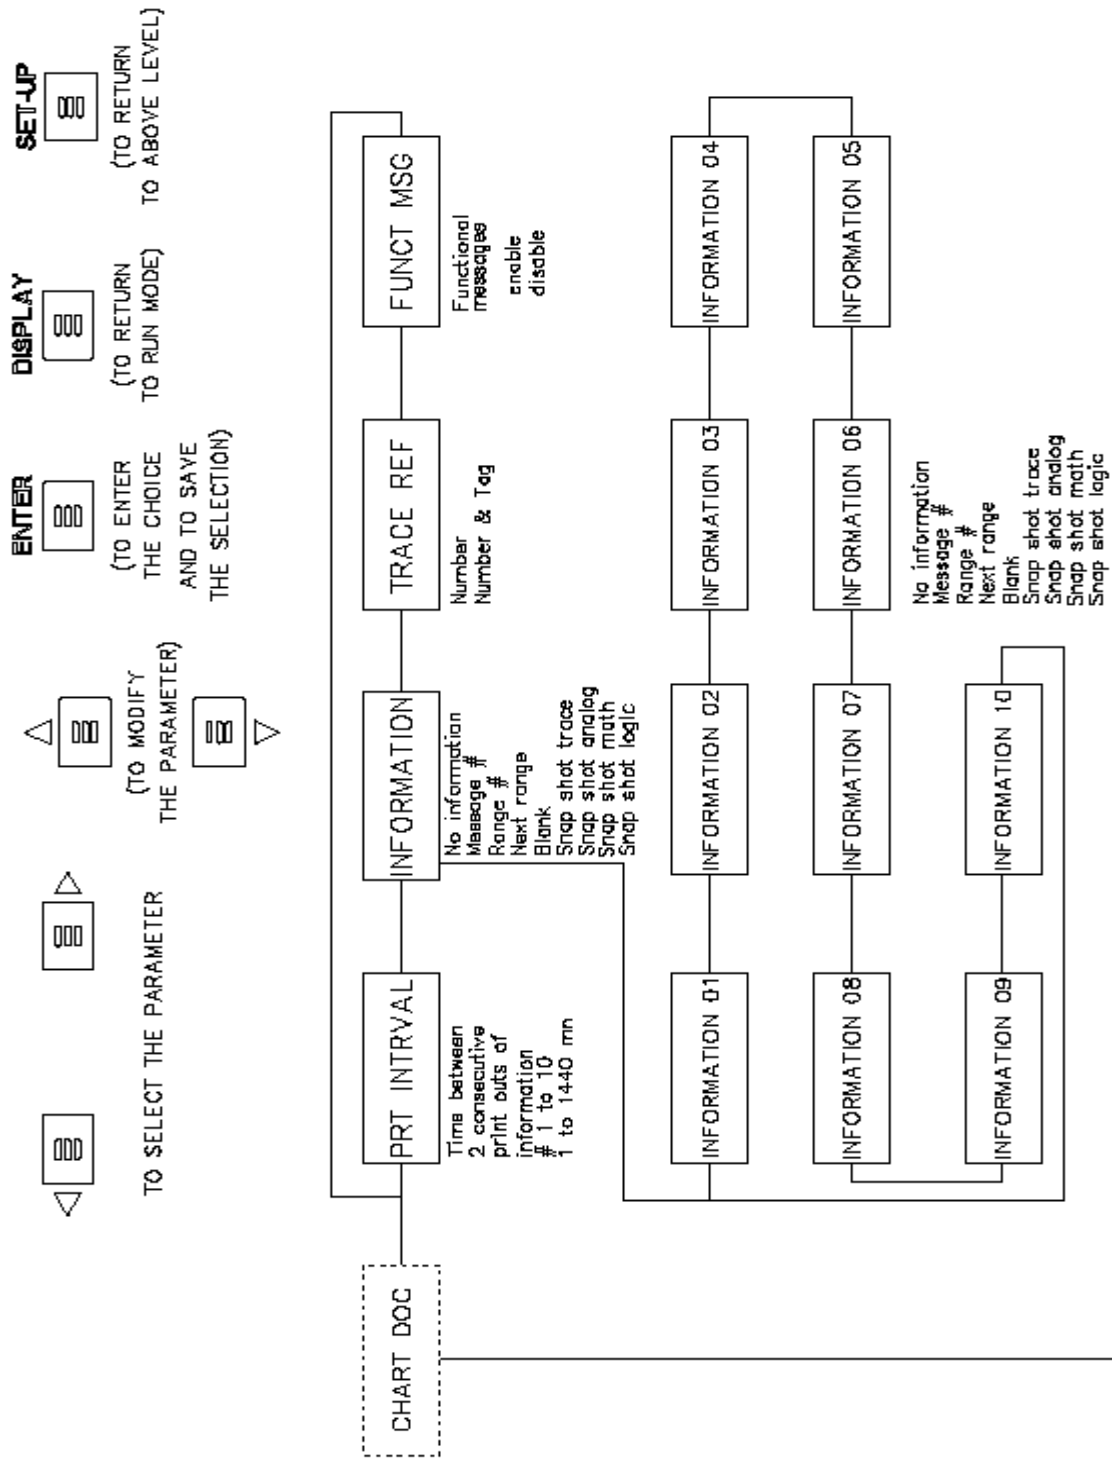 TO SELECT THE PARAMETER
(TO MODIFY
THE PARAMETER)
ENTER
(TO ENTER
THE CHOICE
AND TO SAVE
THE SELECTION)
DISPLAY
(TO RETURN
TO RUN MODE)
SET-UP
(TO RETURN
TO ABOVE LEVEL)
CHART DOC
PRT INTRVAL
Time between
2 consecutive
print outs of
information
# 1 to 10
1 to 1440 mn
INFORMATION
No information
Message #
Range #
Next range
Blank
Snap shot trace
Snap shot analog
Snap shot math
Snap shot logic
TRACE REF
Number
Number & Tag
FUNCT MSG
Functional
messages
enable
disable
INFORMATION 01
INFORMATION 02
INFORMATION 03
INFORMATION 04
INFORMATION 08
INFORMATION 07
INFORMATION 06
INFORMATION 05
No information
Message #
Range #
Next range
Blank
Snap shot trace
Snap shot analog
Snap shot math
Snap shot logic
INFORMATION 09
INFORMATION 10